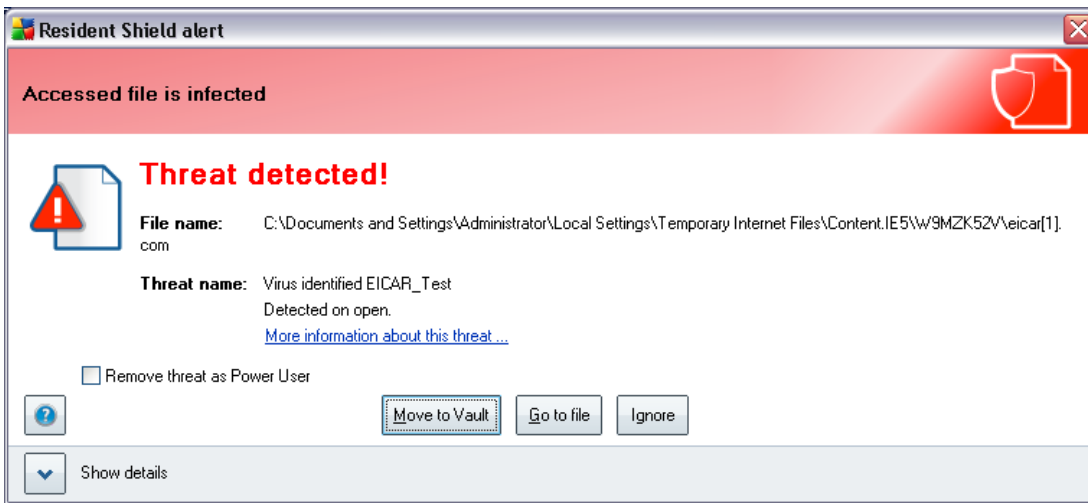 Resident Shield alert
Accessed file is infected
Threat detected!
File name: C:\Documents and Settings\Administrator\Local Settings\Temporary Internet Files\Content.IE5\W9MZK52V\eicar[1].
com
Threat name: Virus identified EICAR_Test
Detected on open.
More information about this threat ...
Remove threat as Power User
Move to Vault Go to file Ignore
Show details